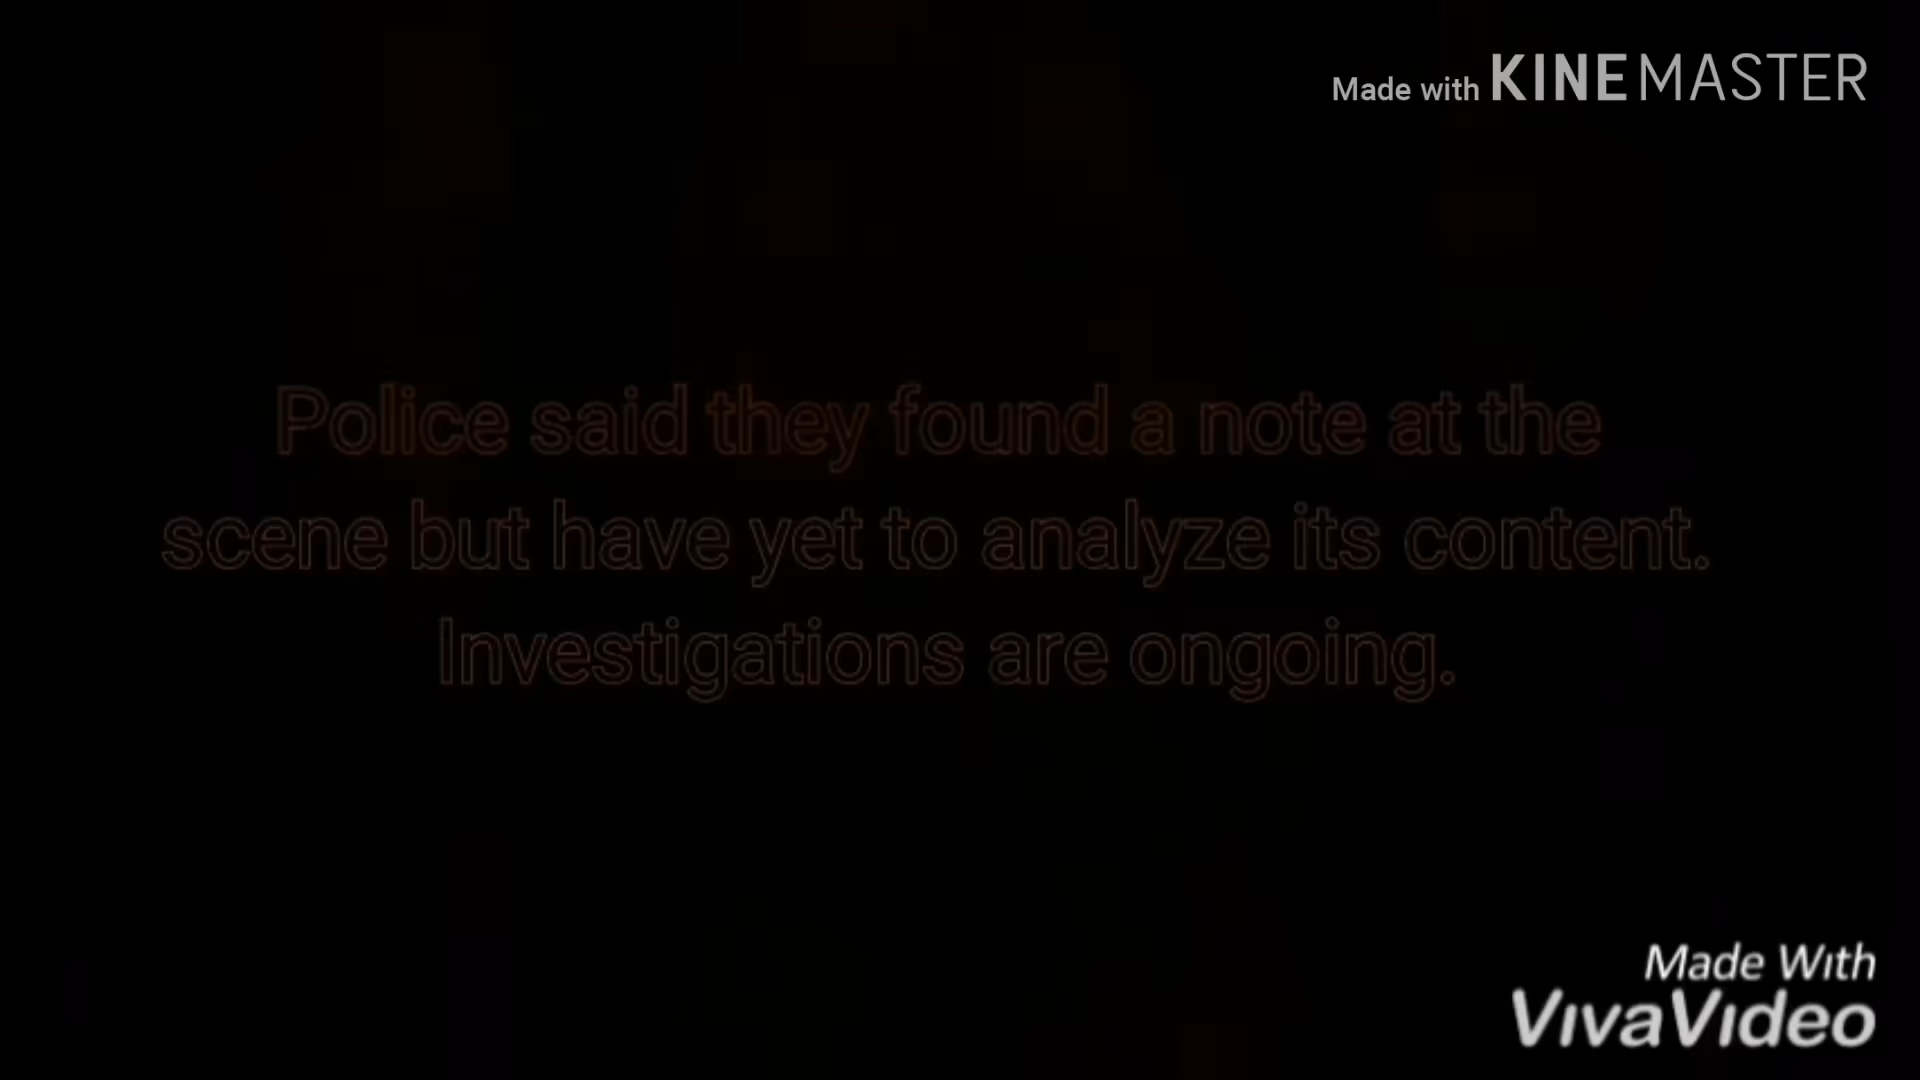 Made with KINEMASTER
Police said they found a note at the
scene but have yet to analyze its content.
Investigations are ongoing.
Made With
VivaVideo